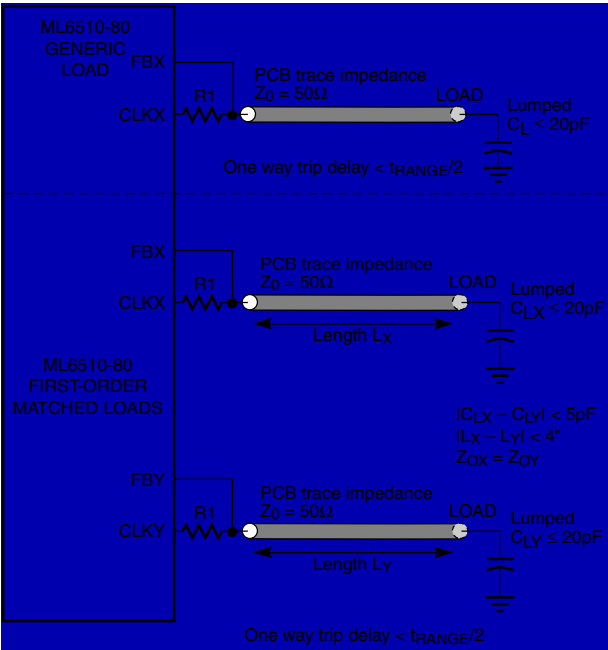 ML6510-80
GENERIC
LOAD
FBX
PCB trace impedance
Z0 = 50Ω
LOAD
R1
CLKX
Lumped
CL ≤ 20pF
One way trip delay < tRANGE/2
FBX
PCB trace impedance
Z0 = 50Ω
LOAD
R1
CLKX
Lumped
CLX ≤ 20pF
Length LX
ML6510-80
FIRST-ORDER
MATCHED LOADS
|CLX – CLY| < 5pF
|LX – LY| < 4"
ZOX = ZOY
FBY
PCB trace impedance
Z0 = 50Ω
LOAD
R1
CLKY
Lumped
CLY ≤ 20pF
Length LY
One way trip delay < tRANGE/2